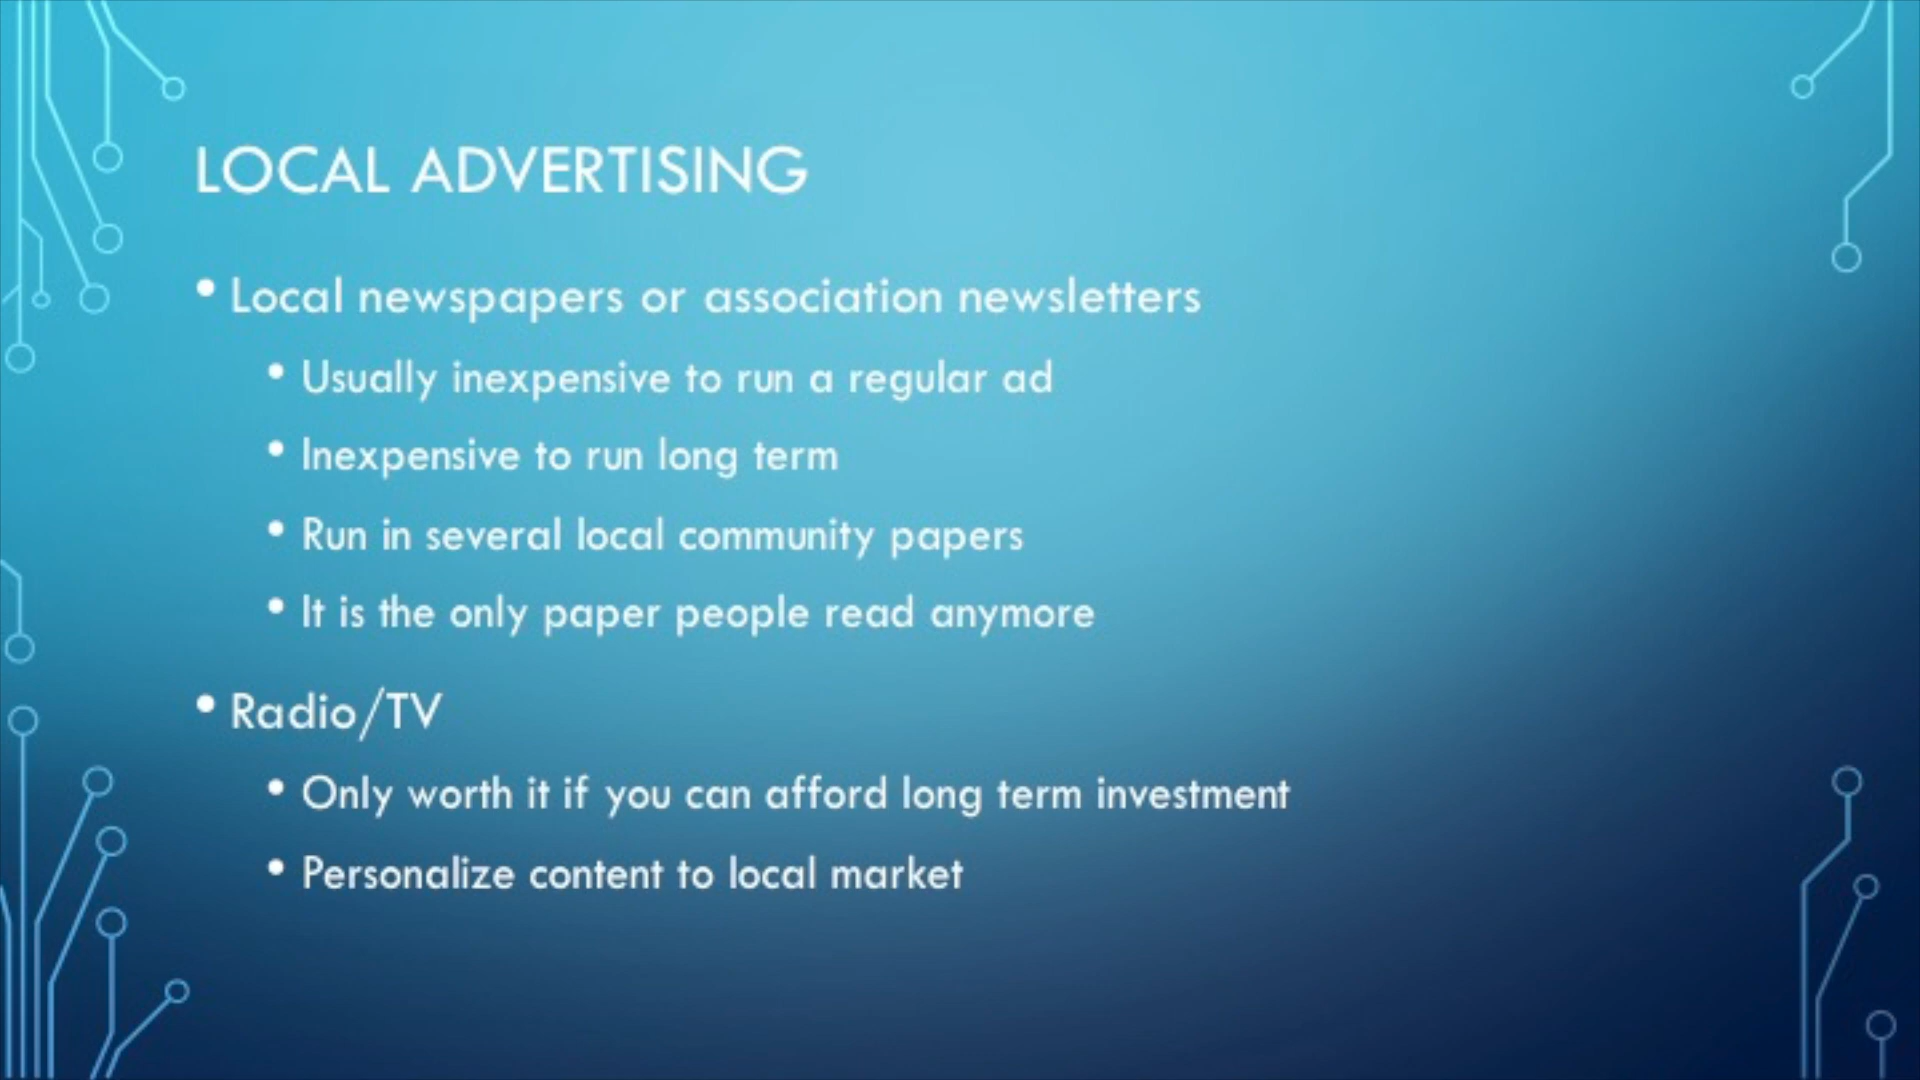 LOCAL ADVERTISING
• Local newspapers or association newsletters
• Usually inexpensive to run a regular ad
• Inexpensive to run long term
• Run in several local community papers
• It is the only paper people read anymore
• Radio/TV
• Only worth it if you can afford long term investment
• Personalize content to local market